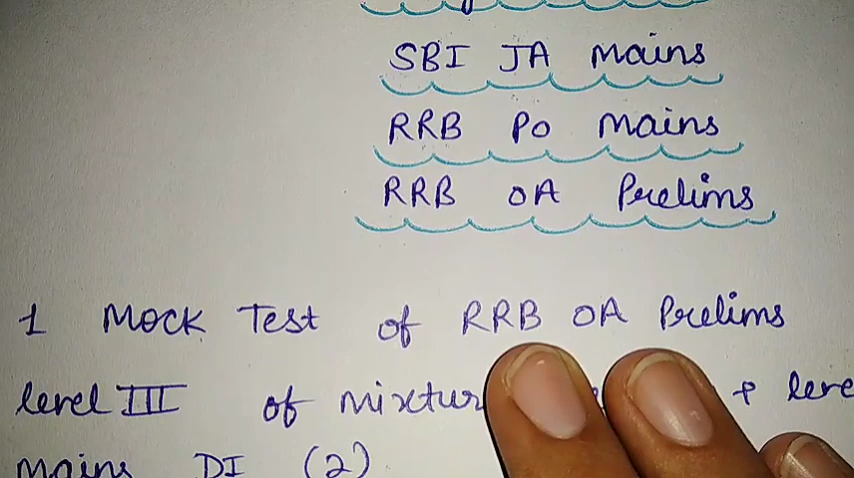 SBI JA Mains
RRB PO Mains
RRB OA Prelims
1 Mock Test of RRB OA Prelims
level III of mixtur + leve
mains DI (2)